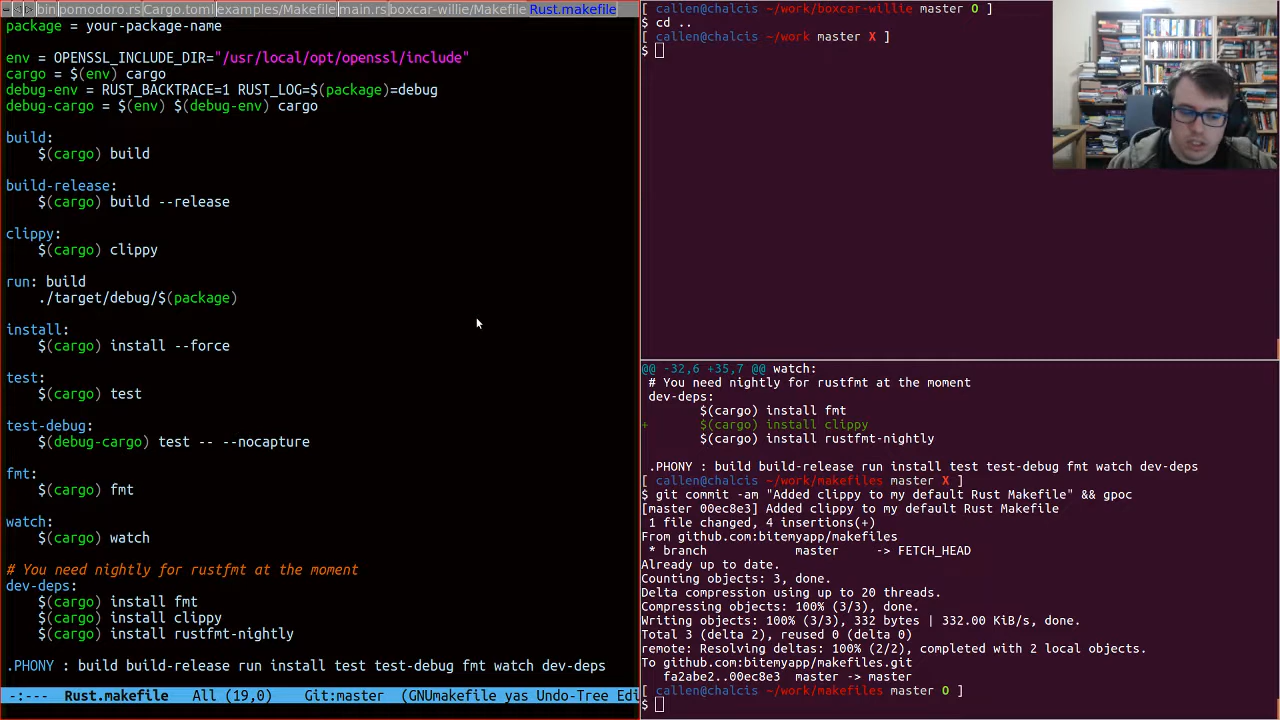 bin pomodoro.rs Cargo.toml examples/Makefile main.rs boxcar-willie/Makefile Rust.makefile
package = your-package-name
env = OPENSSL_INCLUDE_DIR="/usr/local/opt/openssl/include"
cargo = $(env) cargo
debug-env = RUST_BACKTRACE=1 RUST_LOG=$(package)=debug
debug-cargo = $(env) $(debug-env) cargo
build:
$(cargo) build
build-release:
$(cargo) build --release
clippy:
$(cargo) clippy
run: build
./target/debug/$(package)
install:
$(cargo) install --force
test:
$(cargo) test
test-debug:
$(debug-cargo) test -- --nocapture
fmt:
$(cargo) fmt
watch:
$(cargo) watch
# You need nightly for rustfmt at the moment
dev-deps:
$(cargo) install fmt
$(cargo) install clippy
$(cargo) install rustfmt-nightly
.PHONY : build build-release run install test test-debug fmt watch dev-deps
-:--- Rust.makefile All (19,0) Git:master (GNUmakefile yas Undo-Tree Edi
[ callen@chalcis ~/work/boxcar-willie master O ]
$ cd ..
[ callen@chalcis ~/work master X ]
$
@@ -32,6 +35,7 @@ watch:
# You need nightly for rustfmt at the moment
dev-deps:
$(cargo) install fmt
+ $(cargo) install clippy
$(cargo) install rustfmt-nightly
.PHONY : build build-release run install test test-debug fmt watch dev-deps
[ callen@chalcis ~/work/makefiles master X ]
$ git commit -am "Added clippy to my default Rust Makefile" && gpoc
[master 00ec8e3] Added clippy to my default Rust Makefile
1 file changed, 4 insertions(+)
From github.com:bitemyapp/makefiles
* branch master -> FETCH_HEAD
Already up to date.
Counting objects: 3, done.
Delta compression using up to 20 threads.
Compressing objects: 100% (3/3), done.
Writing objects: 100% (3/3), 332 bytes | 332.00 KiB/s, done.
Total 3 (delta 2), reused 0 (delta 0)
remote: Resolving deltas: 100% (2/2), completed with 2 local objects.
To github.com:bitemyapp/makefiles.git
fa2abe2..00ec8e3 master -> master
[ callen@chalcis ~/work/makefiles master O ]
$